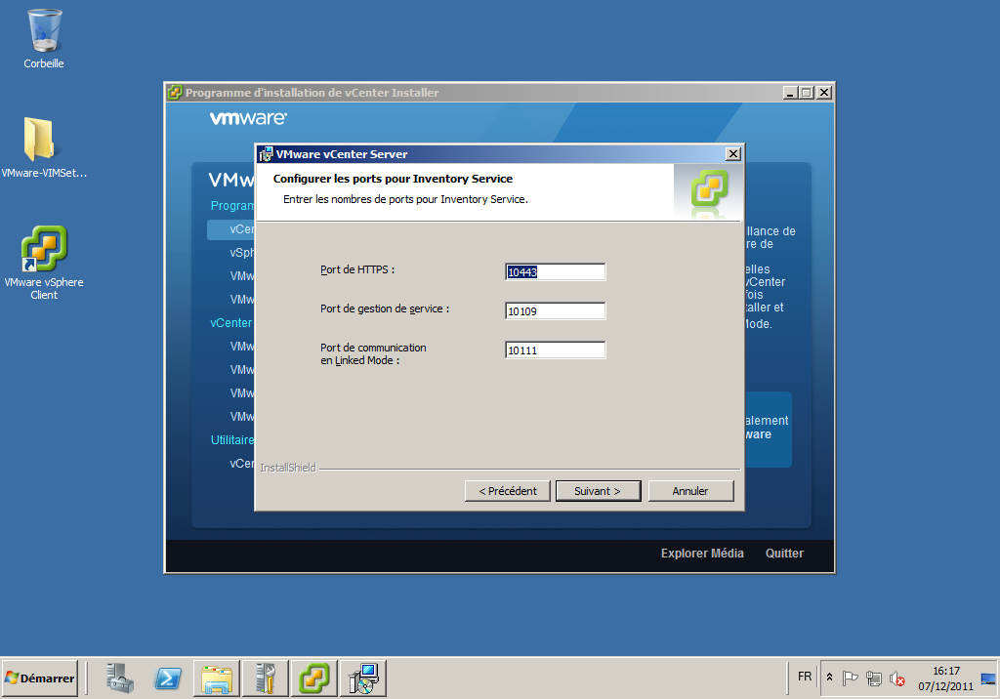 Corbeille
VMware-VIMSet...
VMware vSphere
Client
Programme d'installation de vCenter Installer
vmware
VMware vCenter Server
Configurer les ports pour Inventory Service
Entrer les nombres de ports pour Inventory Service.
Port de HTTPS :
10443
Port de gestion de service :
10109
Port de communication
en Linked Mode :
10111
InstallShield
< Précédent
Suivant >
Annuler
VMw
Program
vCer
vSph
VMw
VMw
vCenter
VMw
VMw
VMw
VMw
Utilitaire
vCer
illance de
re de
elles
vCenter
fois
taller et
Mode.
alement
ware
Explorer Média
Quitter
Démarrer
FR
16:17
07/12/2011